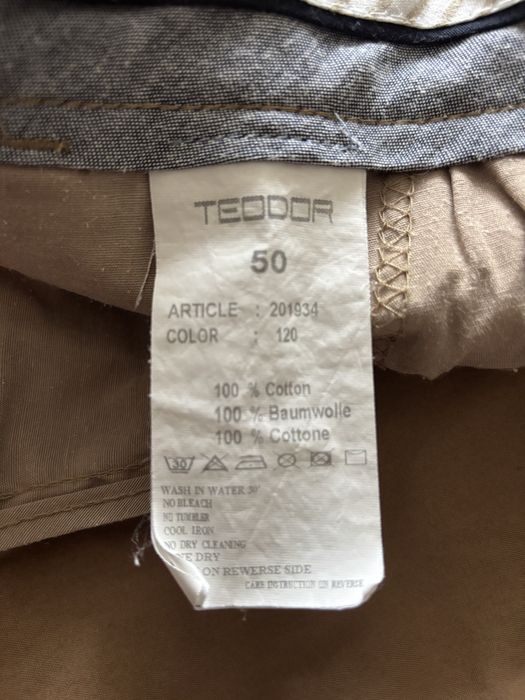 TEDDOR
50
ARTICLE : 201934
COLOR : 120
100 % Cotton
100 % Baumwolle
100 % Cottone
30
WASH IN WATER 30'
NO BLEACH
NO TUMBLER
COOL IRON
NO DRY CLEANING
DRY
ON REWERSE SIDE
CARE INSTRUCTION ON REVERSE